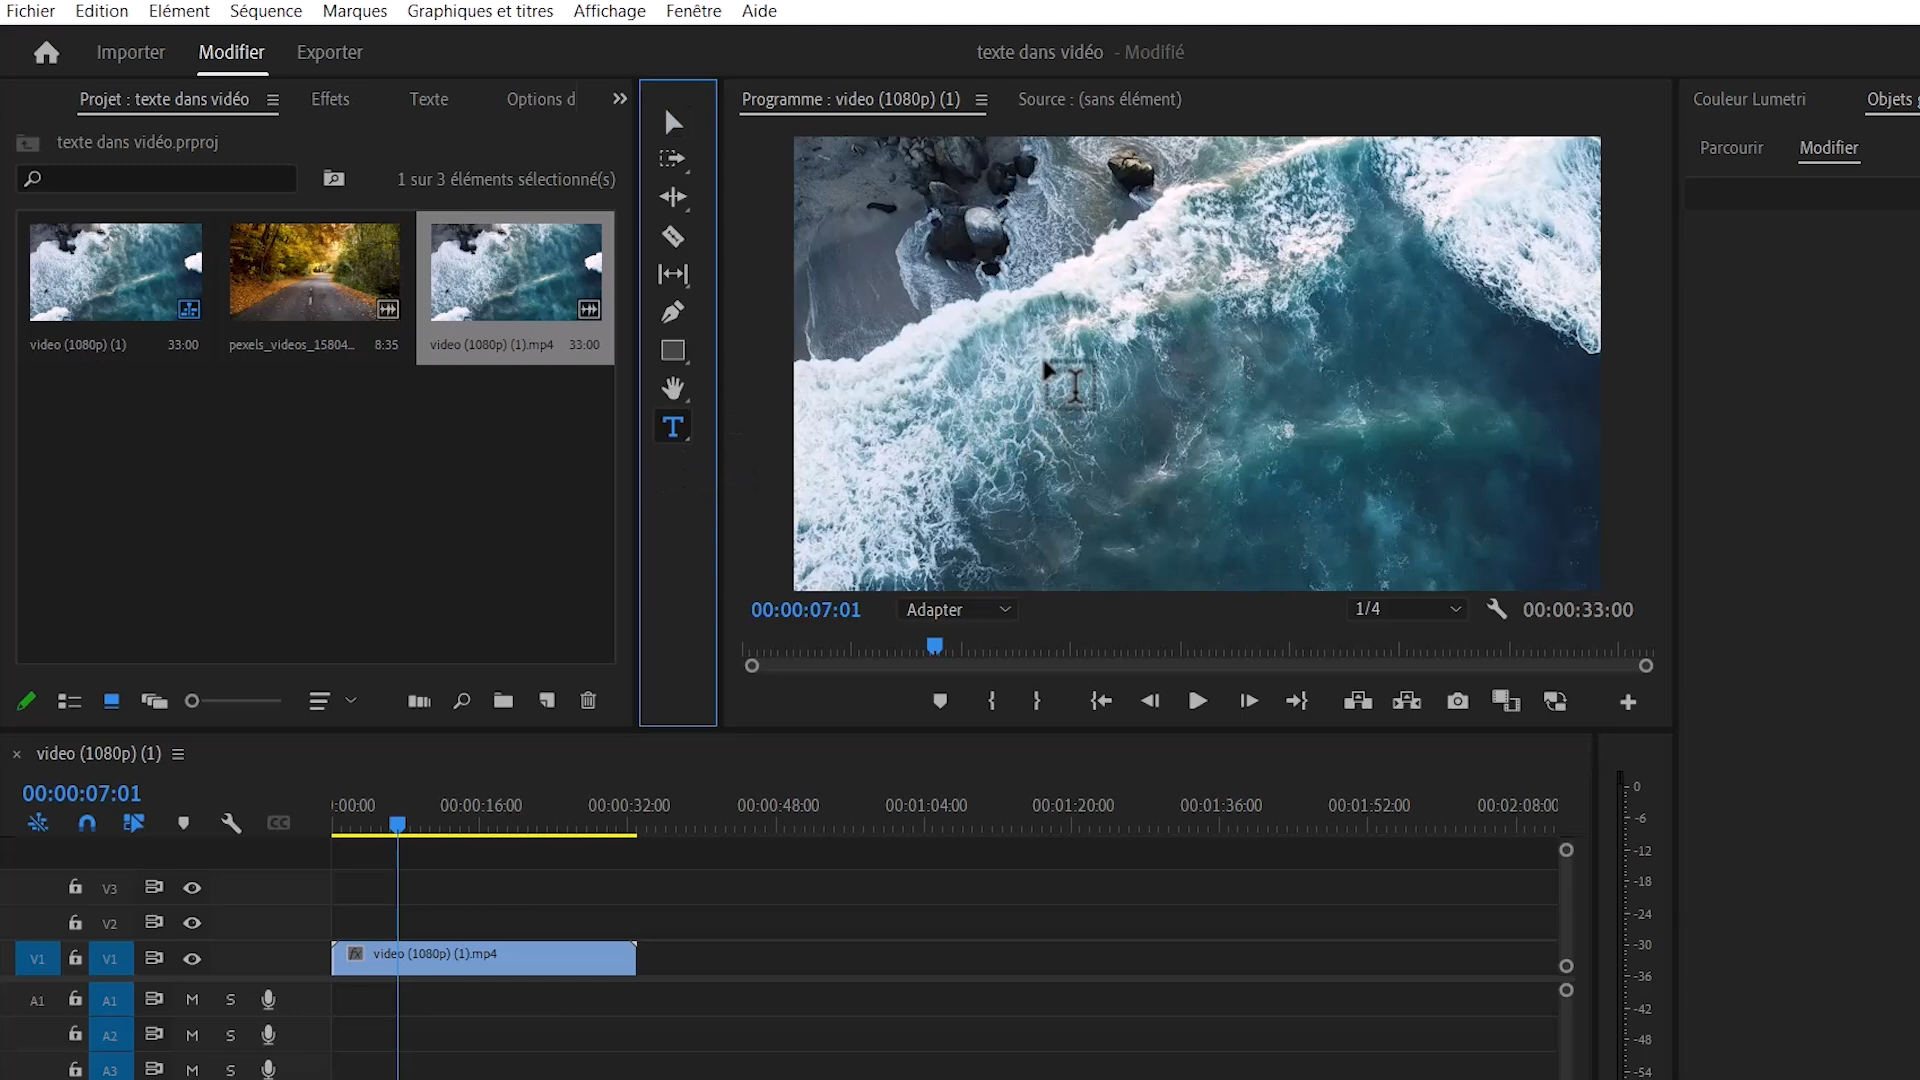 Fichier Edition Elément Séquence Marques Graphiques et titres Affichage Fenêtre Aide
Importer Modifier Exporter
texte dans vidéo - Modifié
Projet : texte dans vidéo Effets Texte Options d
texte dans vidéo.prproj
1 sur 3 éléments sélectionné(s)
video (1080p) (1) 33:00
pexels_videos_15804... 8:35
video (1080p) (1).mp4 33:00
T
Programme : video (1080p) (1) Source : (sans élément)
00:00:07:01 Adapter 1/4 00:00:33:00
Couleur Lumetri Objets g
Parcourir Modifier
× video (1080p) (1)
00:00:07:01
CC
:00:00 00:00:16:00 00:00:32:00 00:00:48:00 00:01:04:00 00:01:20:00 00:01:36:00 00:01:52:00 00:02:08:00
V3
V2
V1 V1 fx video (1080p) (1).mp4
A1 A1 M S
A2 M S
A3 M S
0
-6
-12
-18
-24
-30
-36
-42
-48
-54